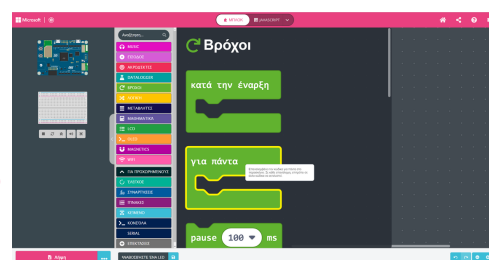 Microsoft
ΜΠΛΟΚ
JAVASCRIPT
Αναζήτηση...
BASIC
ΕΙΣΟΔΟΣ
ΑΚΡΟΔΕΚΤΕΣ
DATALOGGER
ΒΡΟΧΟΙ
ΛΟΓΙΚΗ
ΜΕΤΑΒΛΗΤΕΣ
ΜΑΘΗΜΑΤΙΚΑ
LCD
MAGNETICS
WIFI
ΓΙΑ ΠΡΟΧΩΡΗΜΕΝΟΥΣ
ΕΛΕΓΧΟΣ
ΣΥΝΑΡΤΗΣΕΙΣ
ΠΙΝΑΚΕΣ
ΚΕΙΜΕΝΟ
ΚΟΝΣΟΛΑ
SERIAL
ΕΠΕΚΤΑΣΕΙΣ
Βρόχοι
κατά την έναρξη
για πάντα
pause 100 ms
Λήψη